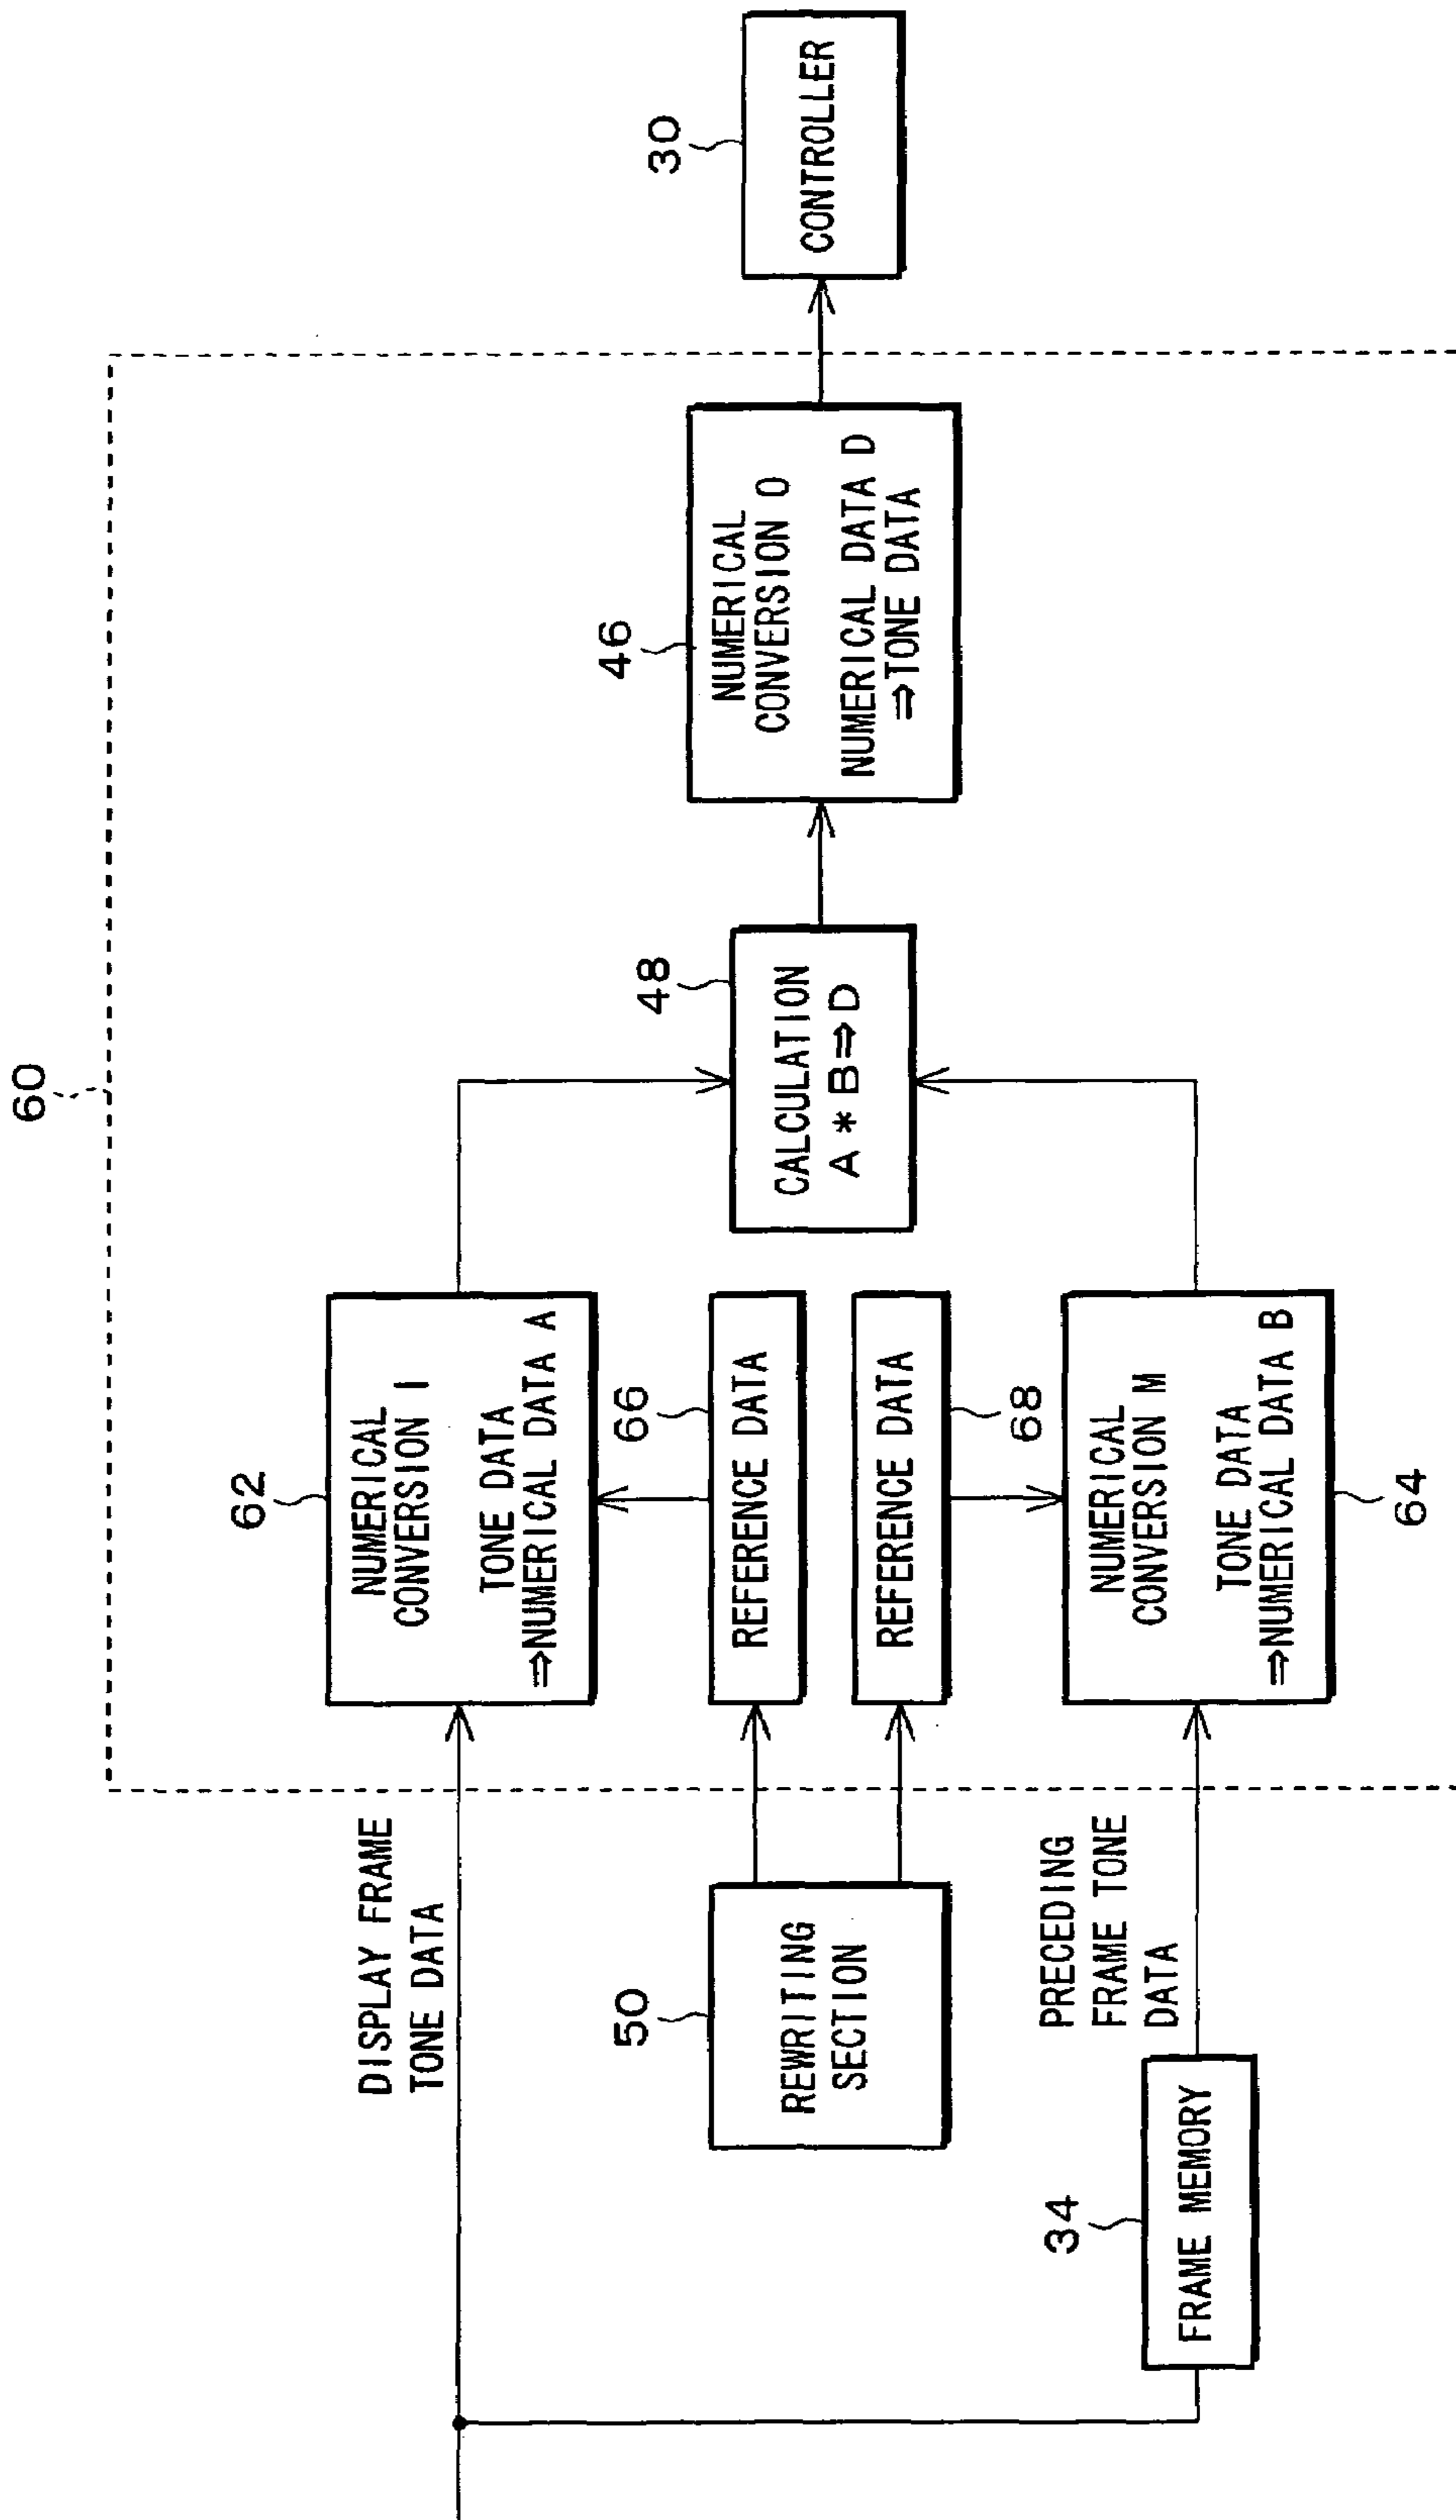 60
DISPLAY FRAME
TONE DATA
62
NUMERICAL
CONVERSION I
TONE DATA
⇒NUMERICAL DATA A
66
REFERENCE DATA
50
REWRITING
SECTION
REFERENCE DATA
68
34
FRAME MEMORY
PRECEDING
FRAME TONE
DATA
NUMERICAL
CONVERSION M
TONE DATA
⇒NUMERICAL DATA B
64
48
CALCULATION
A * B⇒D
46
NUMERICAL
CONVERSION O
NUMERICAL DATA D
⇒TONE DATA
30
CONTROLLER